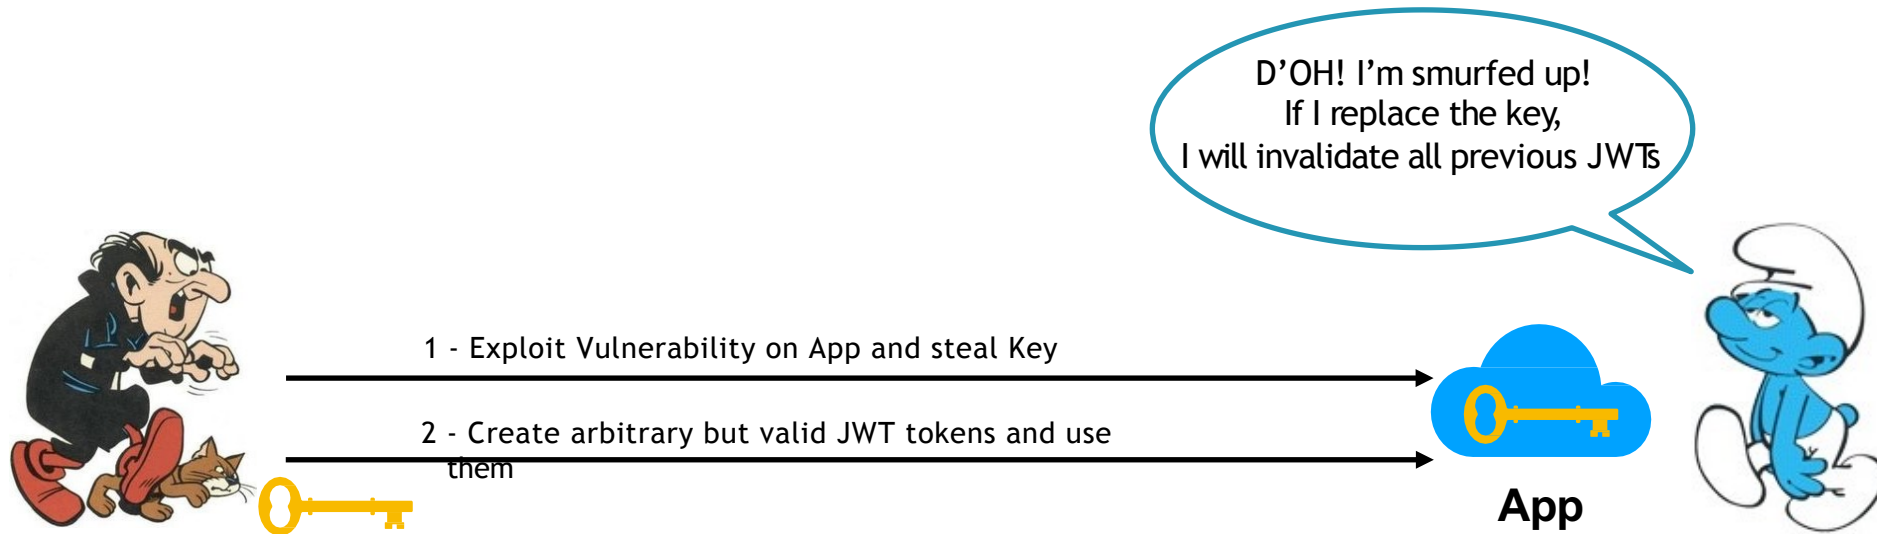 D’OH! I’m smurfed up!
If I replace the key,
I will invalidate all previous JWTs
1 - Exploit Vulnerability on App and steal Key
2 - Create arbitrary but valid JWT tokens and use
them
App